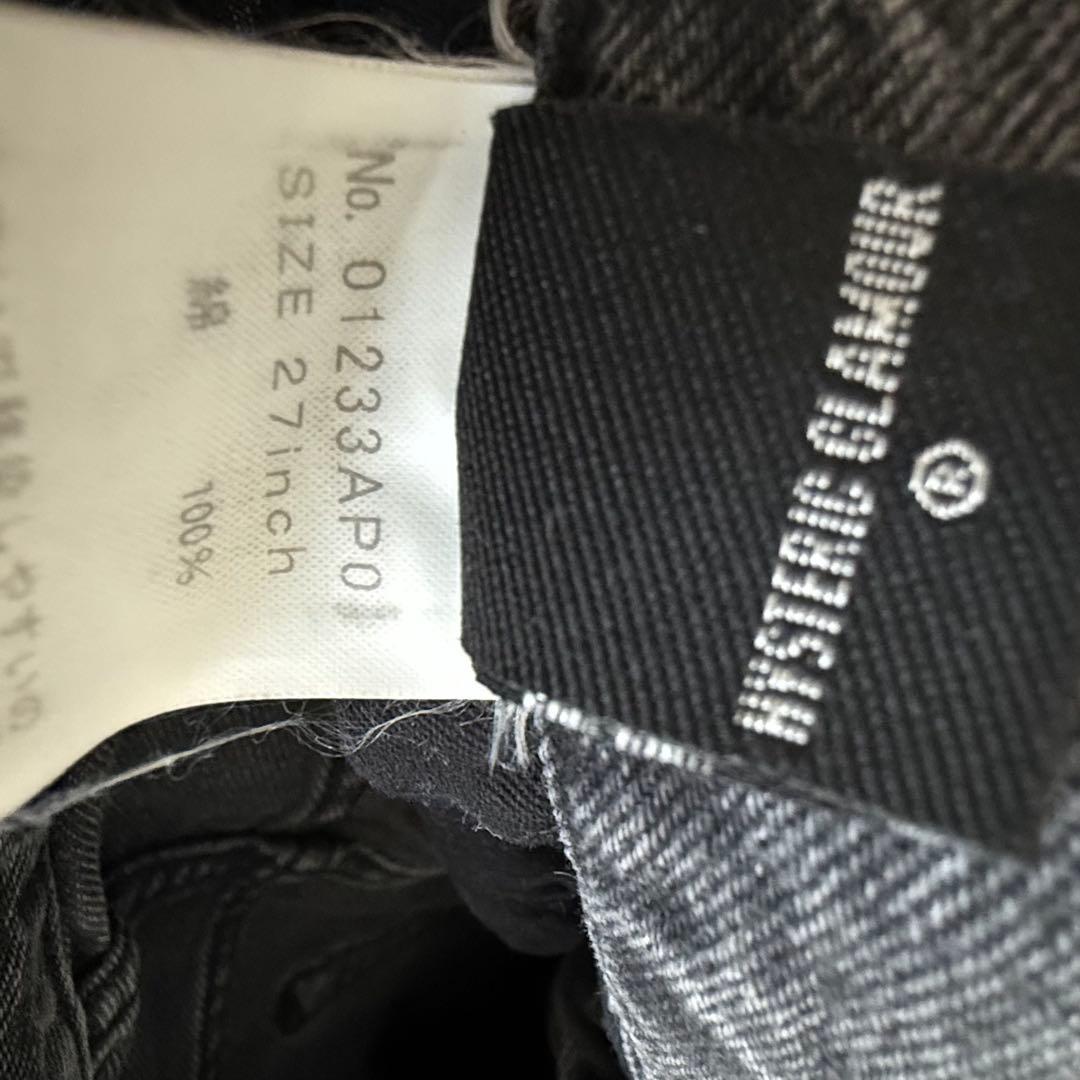 HYSTERIC GLAMOUR
®
No. 01233AP01
SIZE 27inch
綿 100%